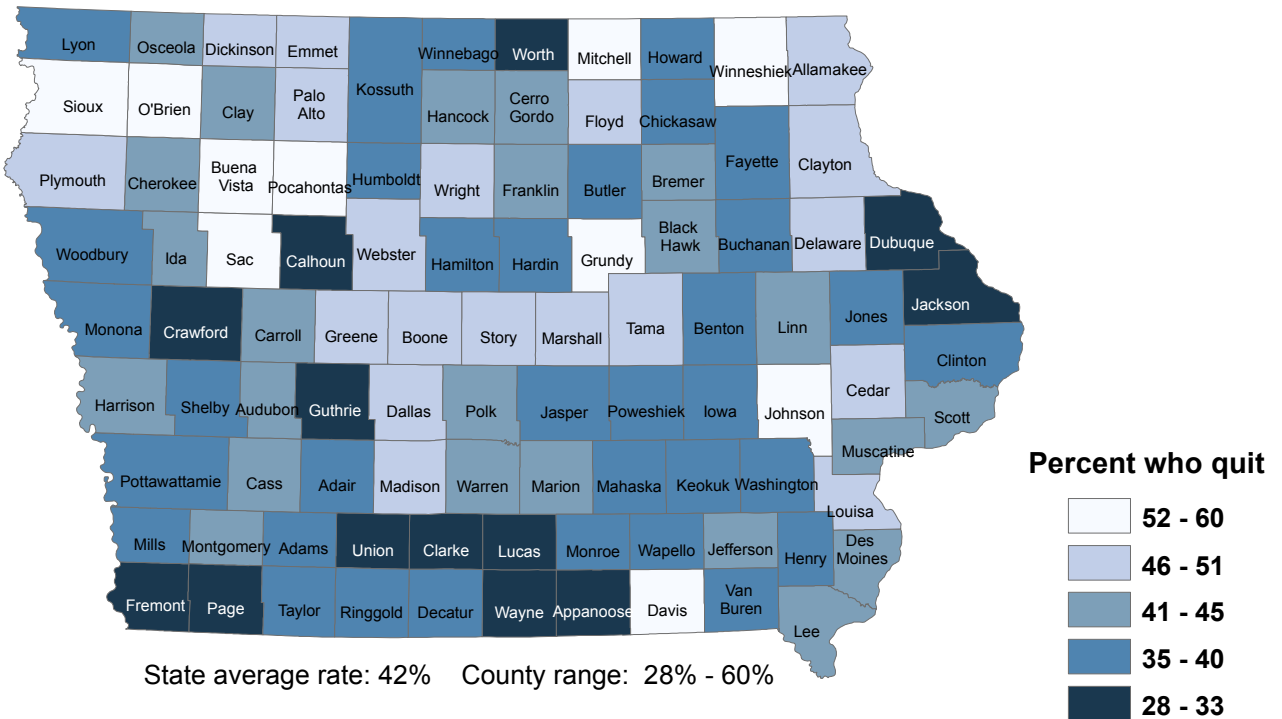 Lyon
Osceola
Dickinson
Emmet
Kossuth
Winnebago
Worth
Mitchell
Howard
Winneshiek
Allamakee
Sioux
O'Brien
Clay
Palo
Alto
Hancock
Cerro
Gordo
Floyd
Chickasaw
Plymouth
Cherokee
Buena
Vista
Pocahontas
Humboldt
Wright
Franklin
Butler
Bremer
Fayette
Clayton
Woodbury
Ida
Sac
Calhoun
Webster
Hamilton
Hardin
Grundy
Black
Hawk
Buchanan
Delaware
Dubuque
Monona
Crawford
Carroll
Greene
Boone
Story
Marshall
Tama
Benton
Linn
Jones
Jackson
Clinton
Harrison
Shelby
Audubon
Guthrie
Dallas
Polk
Jasper
Poweshiek
Iowa
Johnson
Cedar
Scott
Muscatine
Pottawattamie
Cass
Adair
Madison
Warren
Marion
Mahaska
Keokuk
Washington
Louisa
Mills
Montgomery
Adams
Union
Clarke
Lucas
Monroe
Wapello
Jefferson
Henry
Des
Moines
Fremont
Page
Taylor
Ringgold
Decatur
Wayne
Appanoose
Davis
Van
Buren
Lee
State average rate: 42% County range: 28% - 60%
Percent who quit
52 - 60
46 - 51
41 - 45
35 - 40
28 - 33